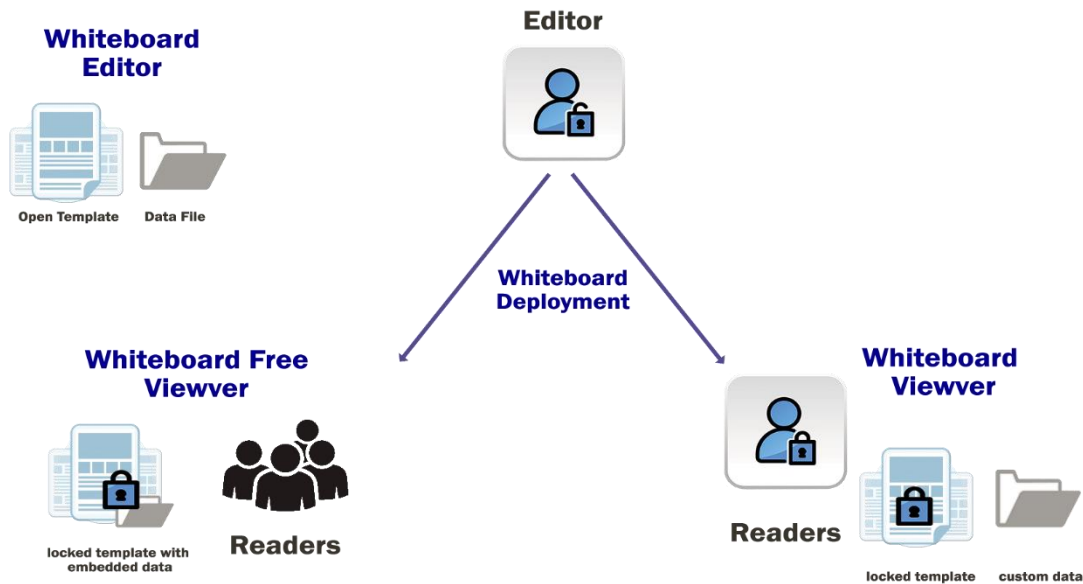 Editor
Whiteboard
Editor
Open Template
Data File
Whiteboard
Deployment
Whiteboard Free
Viewver
locked template with
embedded data
Readers
Whiteboard
Viewver
Readers
locked template
custom data